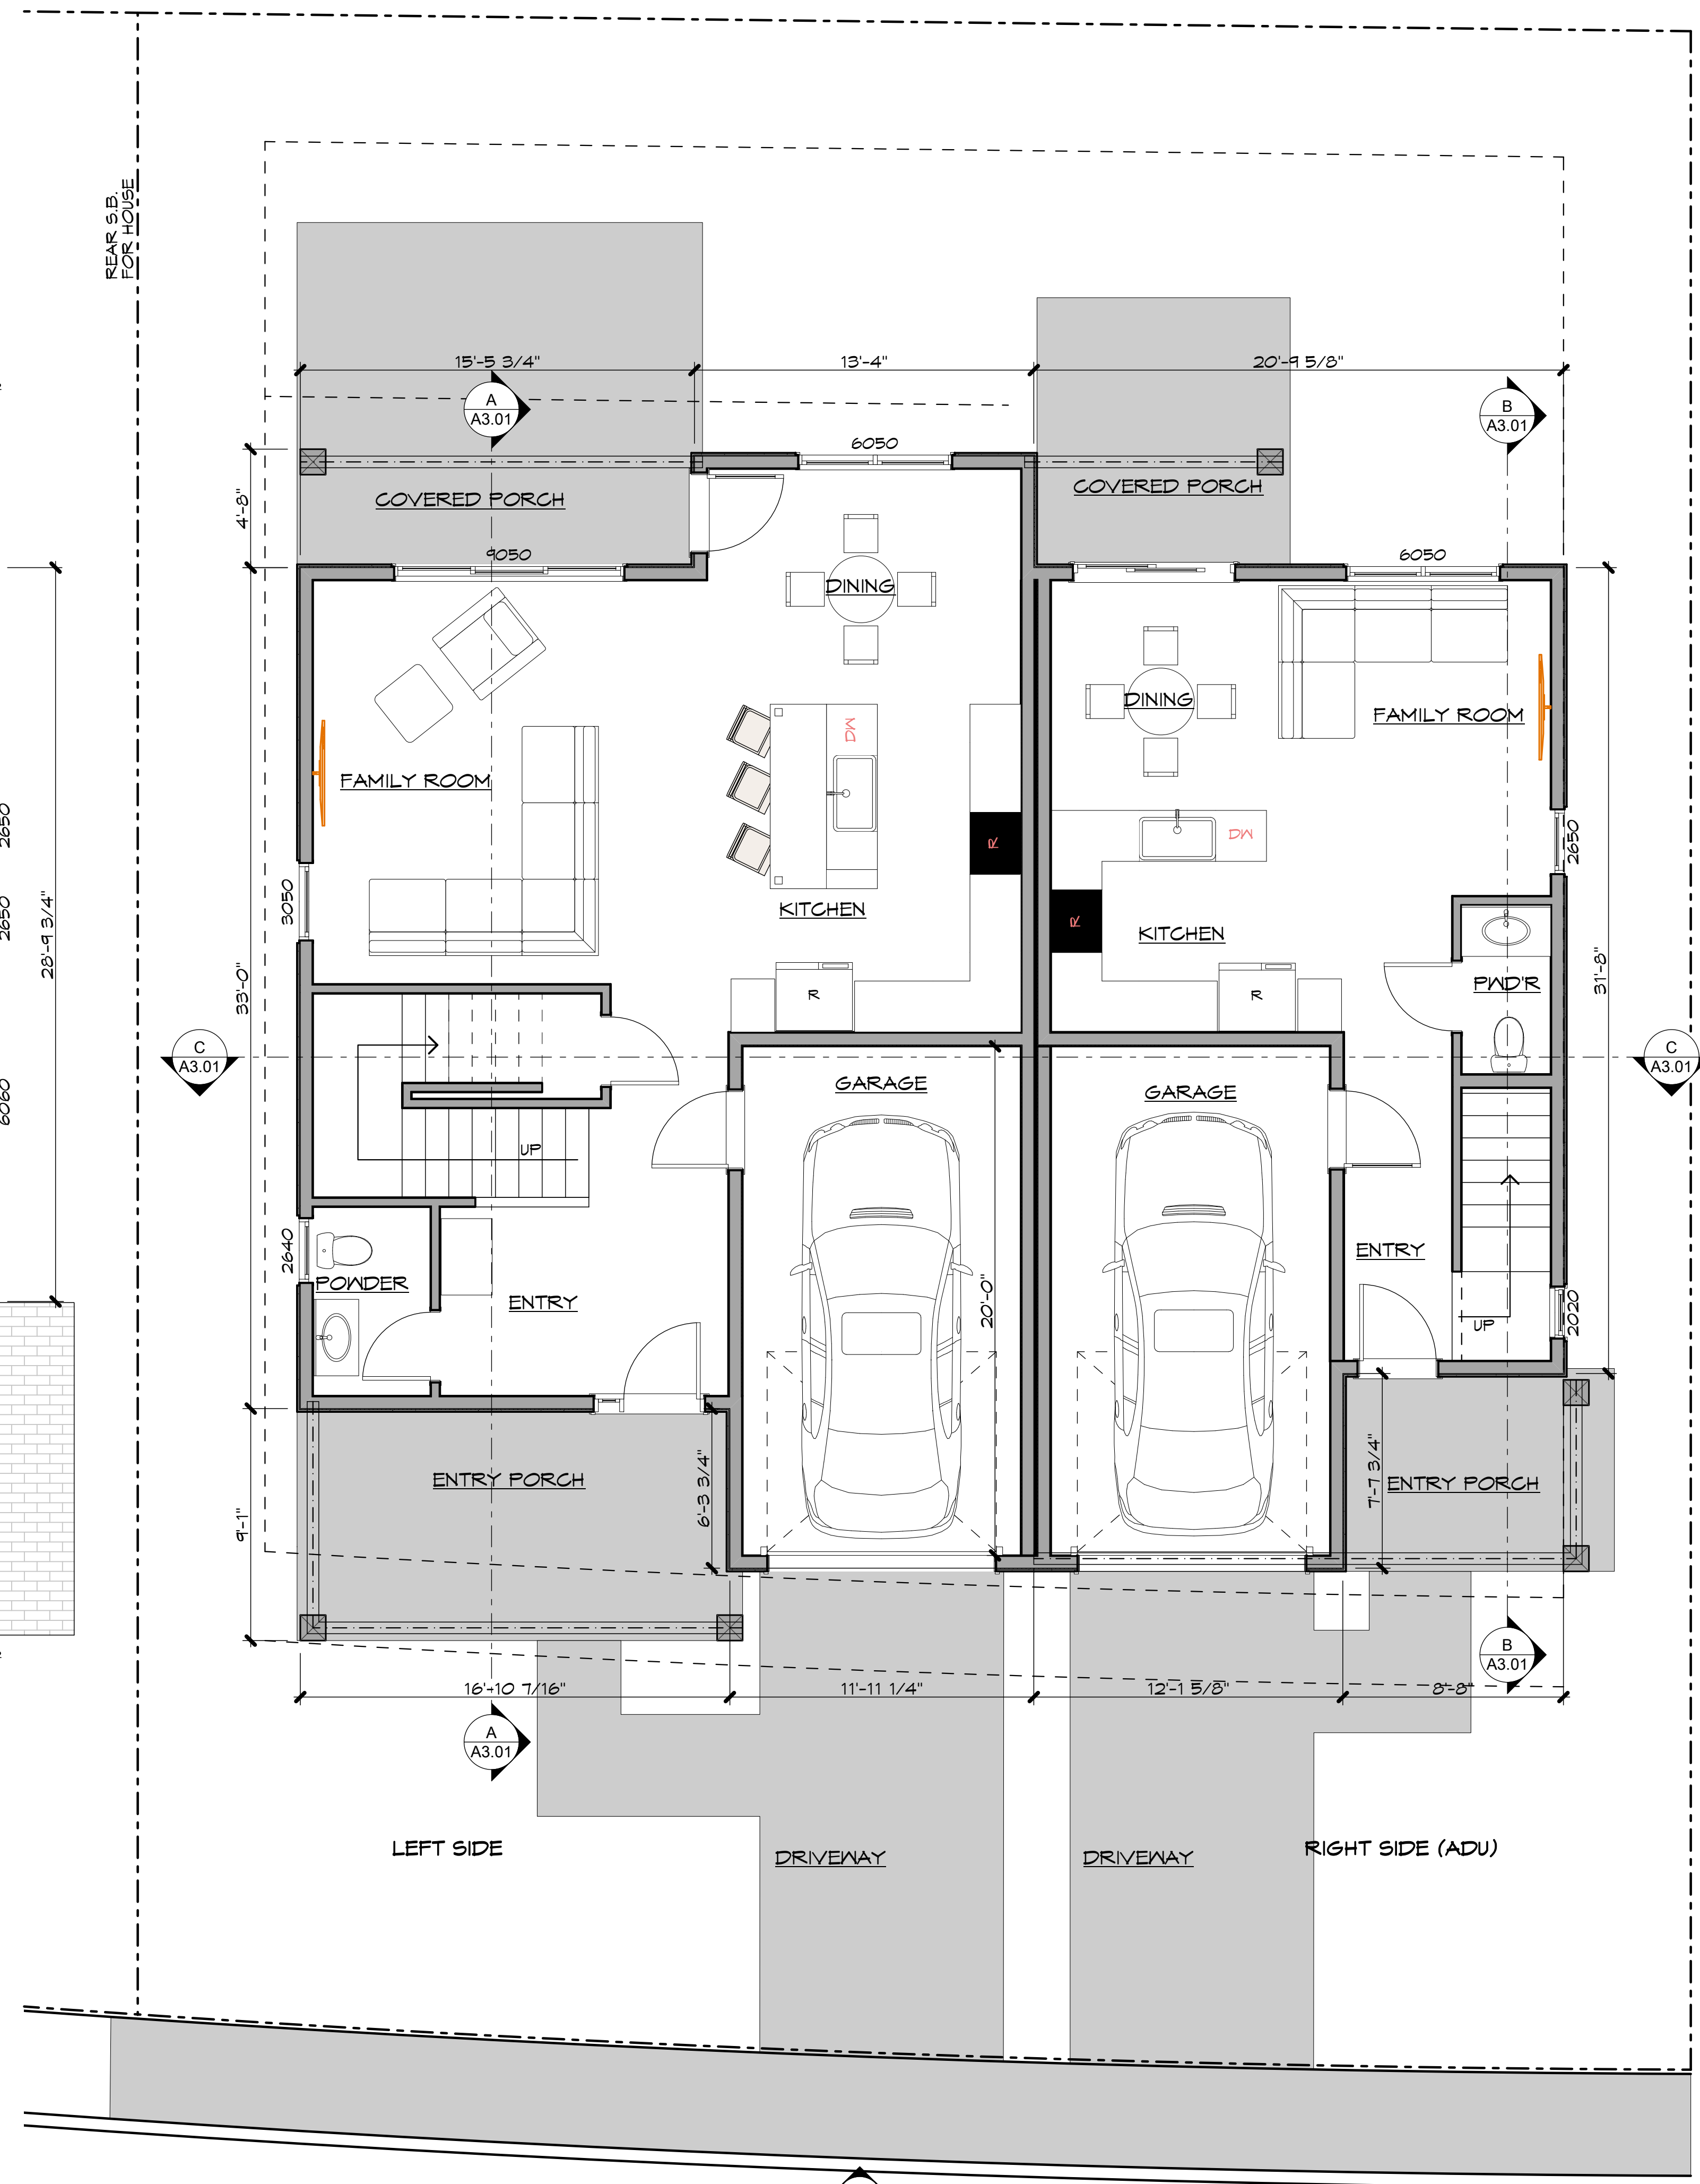 REAR S.B.
FOR HOUSE
15'-5 3/4"
13'-4"
20'-9 5/8"
A
A3.01
B
A3.01
6050
COVERED PORCH
COVERED PORCH
4'-8"
9050
6050
DINING
DINING
DW
FAMILY ROOM
FAMILY ROOM
2650
2650
28'-9 3/4"
6060
R
DW
2650
3050
KITCHEN
R
KITCHEN
33'-0"
31'-8"
PWD'R
R
R
C
A3.01
C
A3.01
GARAGE
GARAGE
UP
2640
POWDER
ENTRY
20'-0"
ENTRY
2020
UP
ENTRY PORCH
6'-3 3/4"
7'-7 3/4"
ENTRY PORCH
9'-1"
B
A3.01
16'-10 7/16"
11'-11 1/4"
12'-1 5/8"
8'-8"
A
A3.01
LEFT SIDE
DRIVEWAY
DRIVEWAY
RIGHT SIDE (ADU)